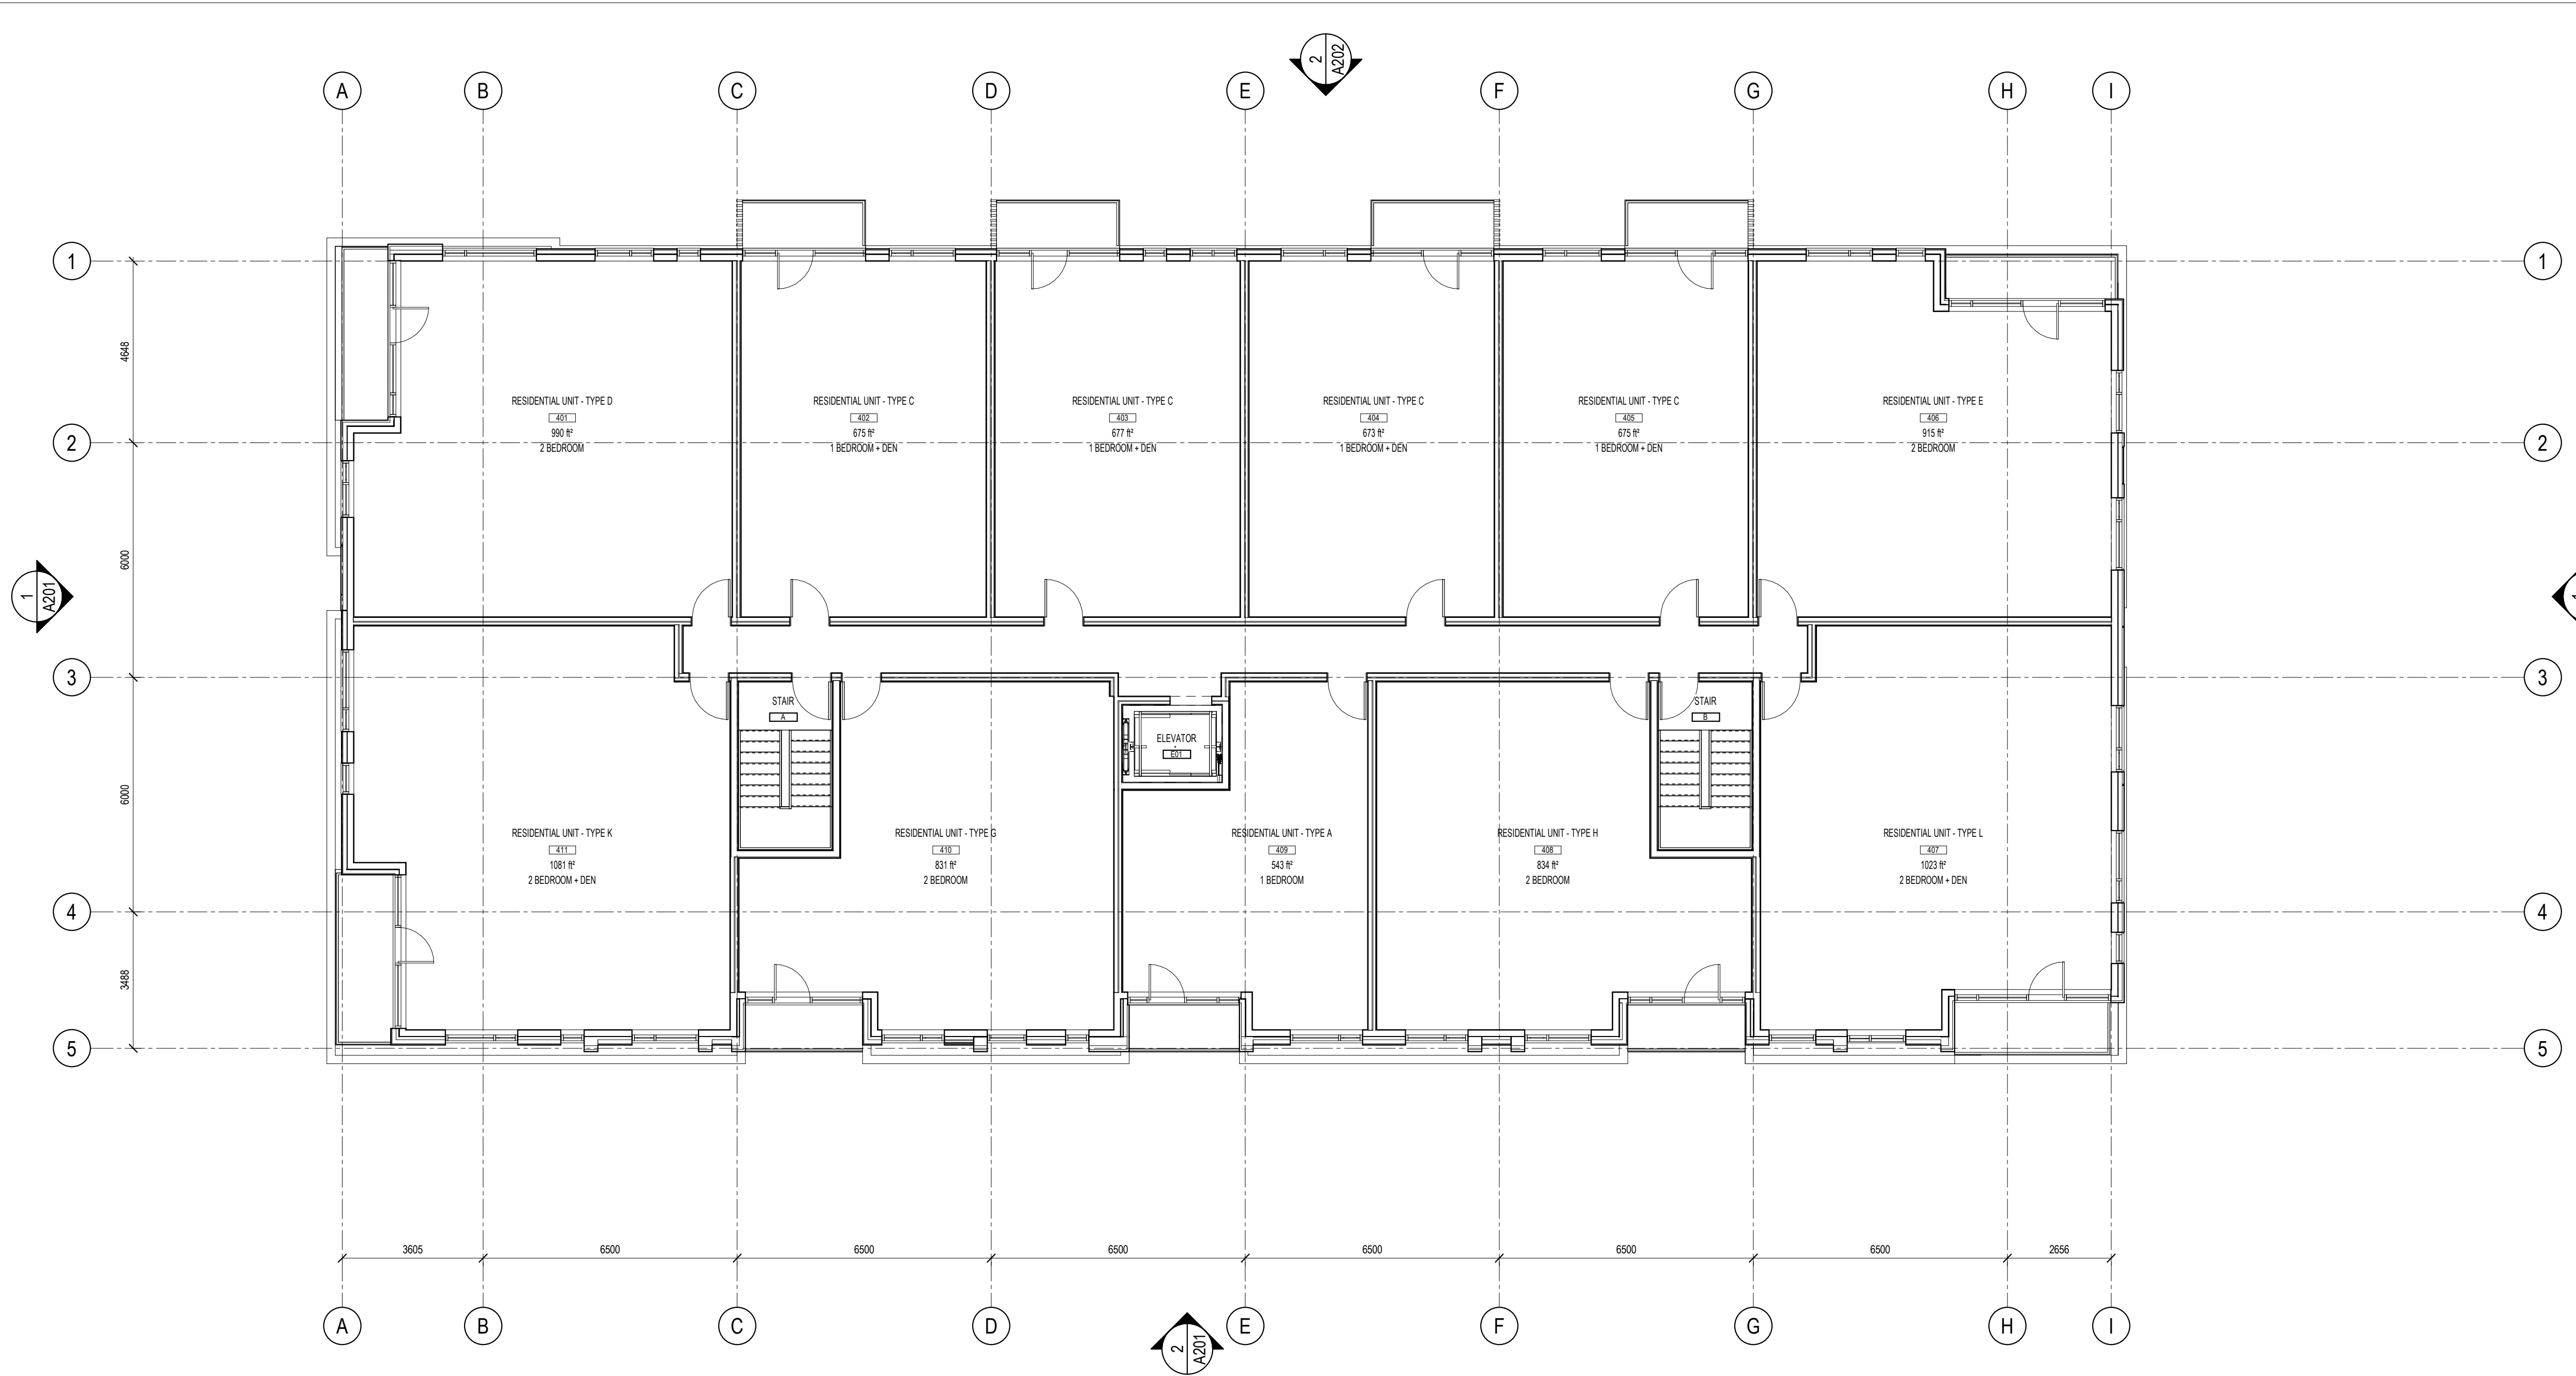 2
A202
A
B
C
D
E
F
G
H
I
1
1
4648
RESIDENTIAL UNIT - TYPE D
401
990 ft²
2 BEDROOM
RESIDENTIAL UNIT - TYPE C
402
675 ft²
1 BEDROOM + DEN
RESIDENTIAL UNIT - TYPE C
403
677 ft²
1 BEDROOM + DEN
RESIDENTIAL UNIT - TYPE C
404
673 ft²
1 BEDROOM + DEN
RESIDENTIAL UNIT - TYPE C
405
675 ft²
1 BEDROOM + DEN
RESIDENTIAL UNIT - TYPE E
406
915 ft²
2 BEDROOM
2
2
6000
1
A201
3
3
STAIR
A
ELEVATOR
E01
STAIR
B
6000
RESIDENTIAL UNIT - TYPE K
411
1081 ft²
2 BEDROOM + DEN
RESIDENTIAL UNIT - TYPE G
410
831 ft²
2 BEDROOM
RESIDENTIAL UNIT - TYPE A
409
543 ft²
1 BEDROOM
RESIDENTIAL UNIT - TYPE H
408
834 ft²
2 BEDROOM
RESIDENTIAL UNIT - TYPE L
407
1023 ft²
2 BEDROOM + DEN
4
4
3488
5
5
3605
6500
6500
6500
6500
6500
6500
2656
A
B
C
D
E
F
G
H
I
2
A201